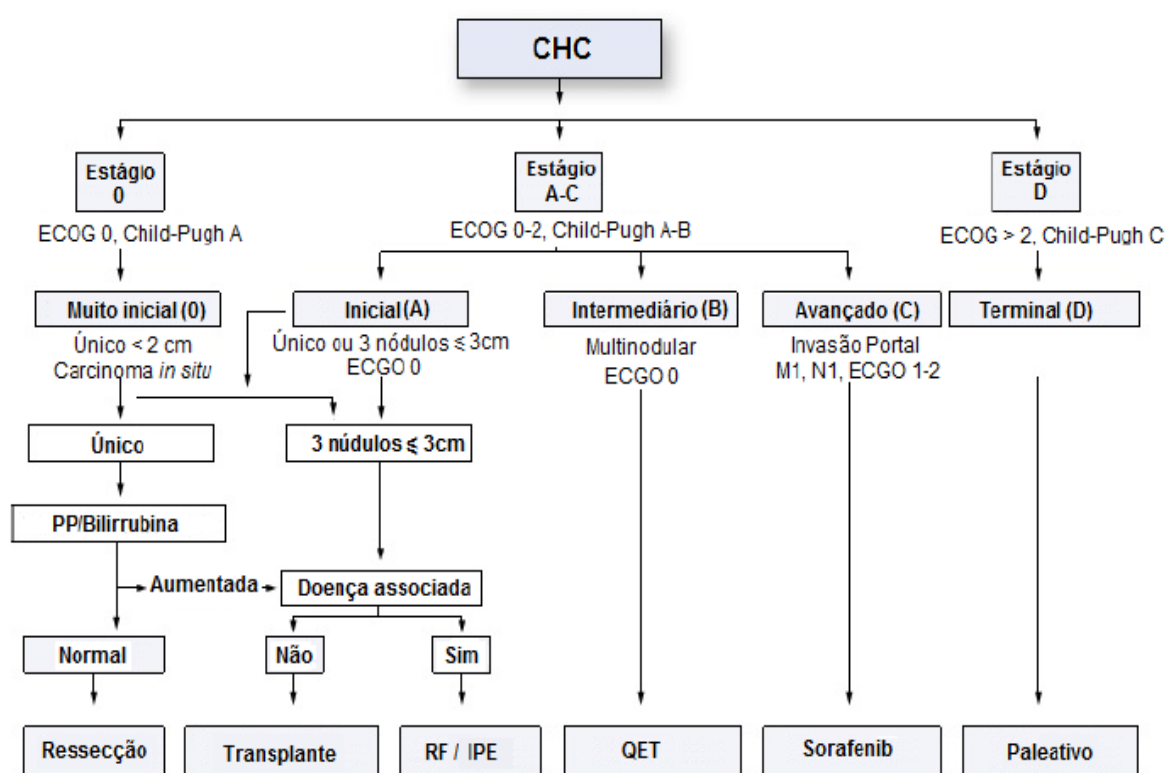 CHC
Estágio
0
Estágio
A-C
Estágio
D
ECOG 0, Child-Pugh A
ECOG 0-2, Child-Pugh A-B
ECOG > 2, Child-Pugh C
Muito inicial (0)
Inicial (A)
Intermediário (B)
Avançado (C)
Terminal (D)
Único < 2 cm
Carcinoma in situ
Único ou 3 nódulos ⩽ 3cm
ECGO 0
Multinodular
ECGO 0
Invasão Portal
M1, N1, ECGO 1-2
Único
3 núdulos ⩽ 3cm
PP/Bilirrubina
Aumentada
Doença associada
Normal
Não
Sim
Ressecção
Transplante
RF / IPE
QET
Sorafenib
Paleativo